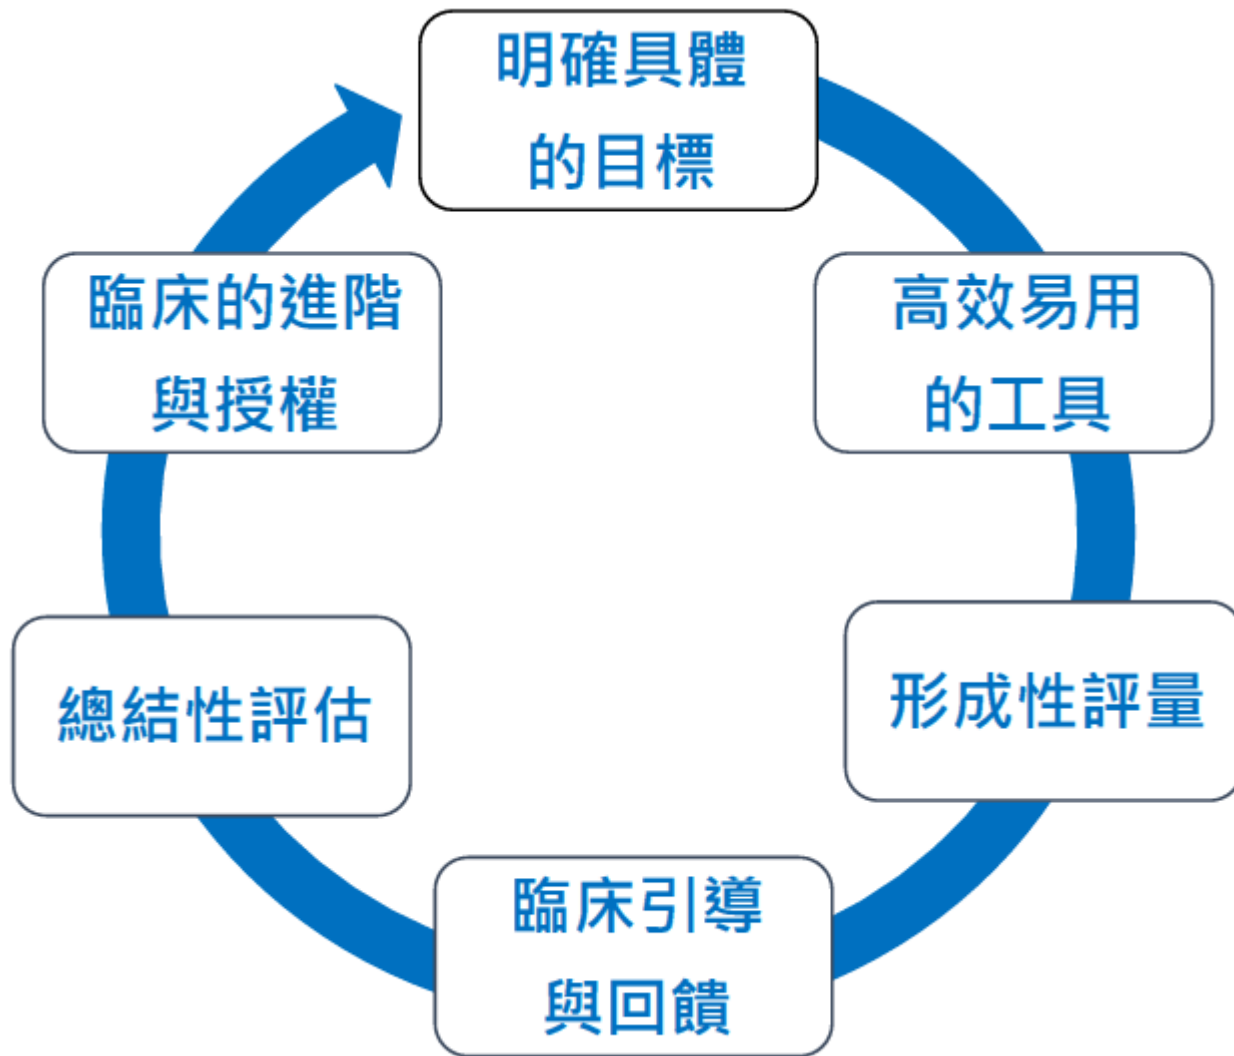 明確具體
的目標
高效易用
的工具
形成性評量
臨床引導
與回饋
總結性評估
臨床的進階
與授權